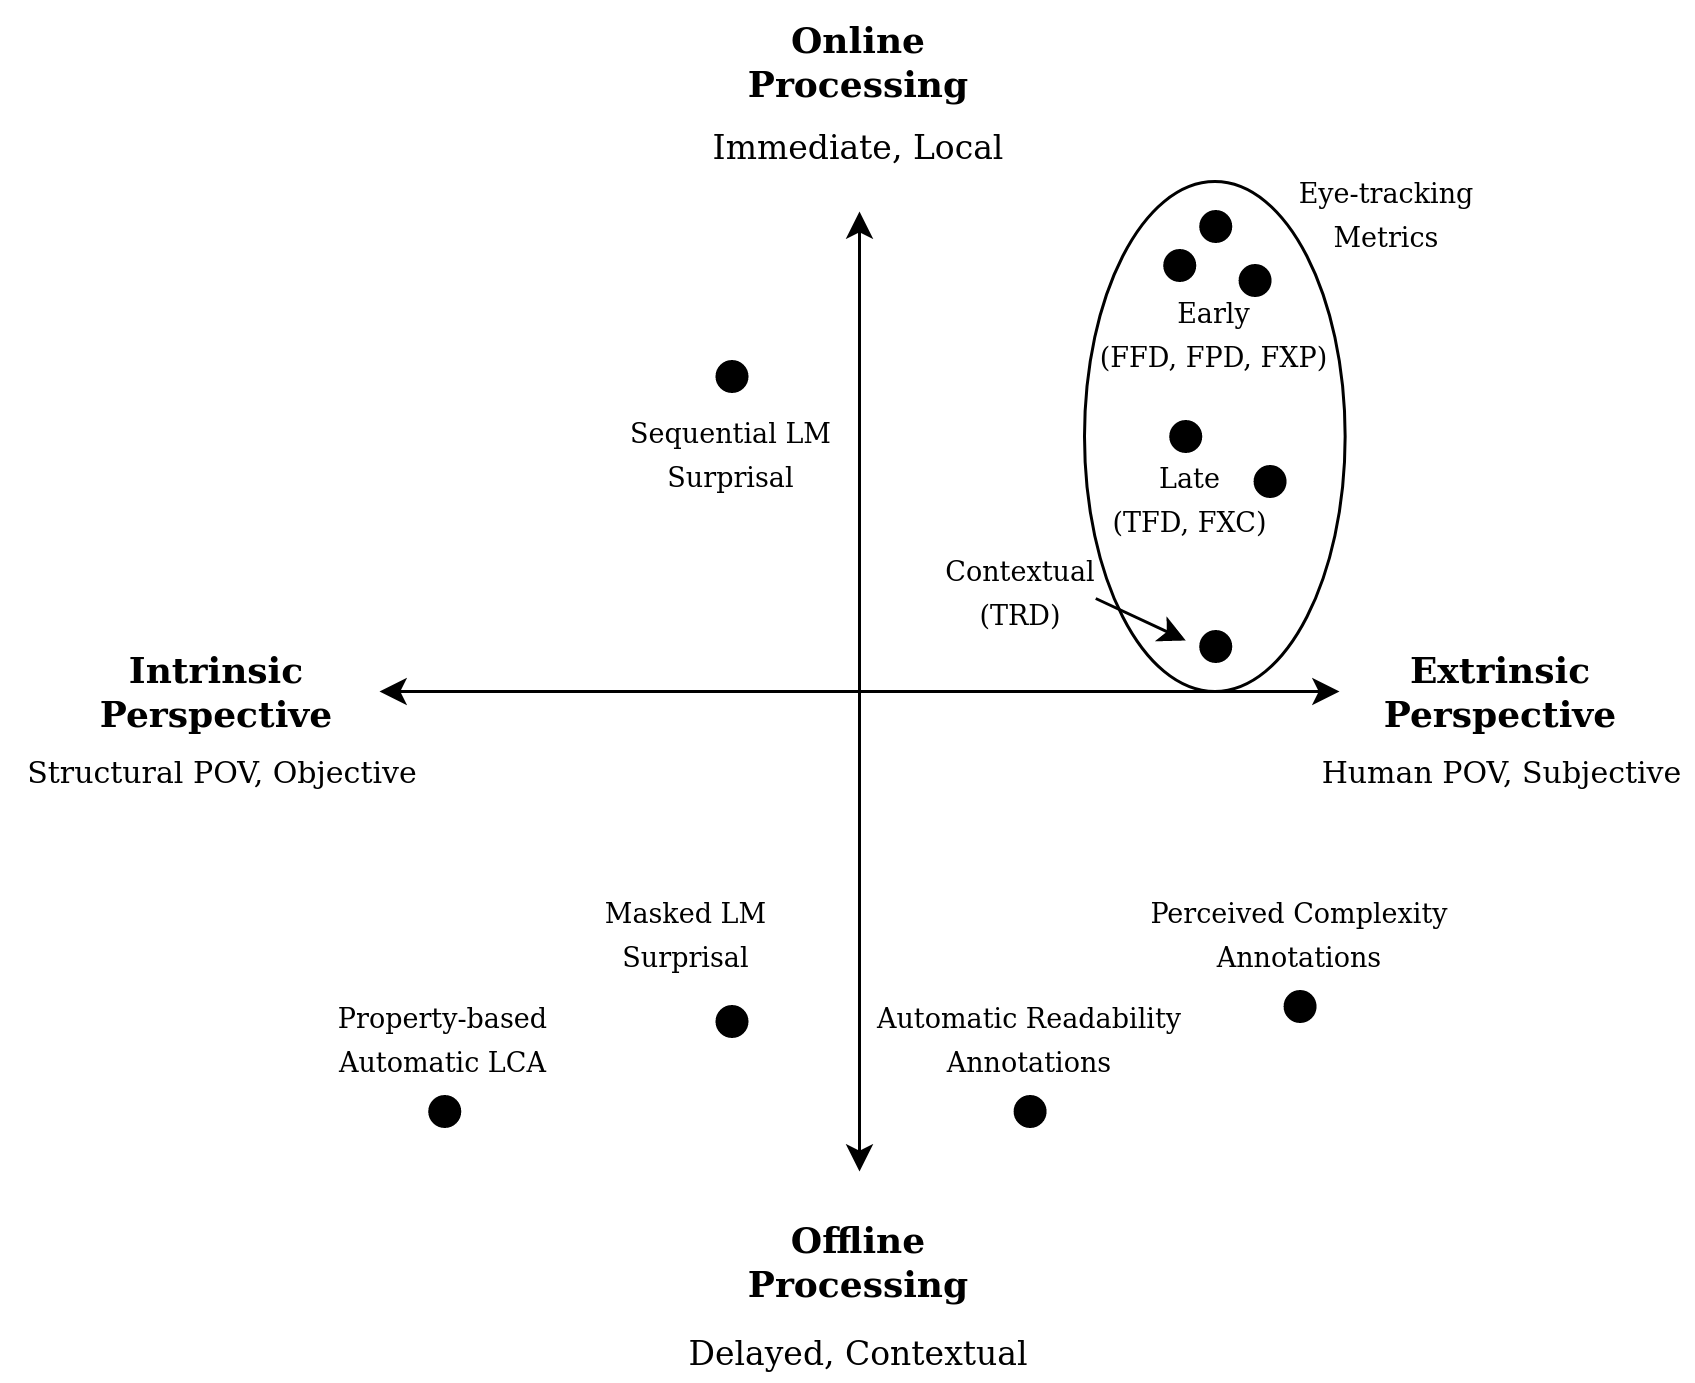 Online
Processing
Immediate, Local
Eye-tracking
Metrics
Early
(FFD, FPD, FXP)
Sequential LM
Surprisal
Late
(TFD, FXC)
Contextual
(TRD)
Intrinsic
Perspective
Structural POV, Objective
Extrinsic
Perspective
Human POV, Subjective
Masked LM
Surprisal
Perceived Complexity
Annotations
Property-based
Automatic LCA
Automatic Readability
Annotations
Offline
Processing
Delayed, Contextual